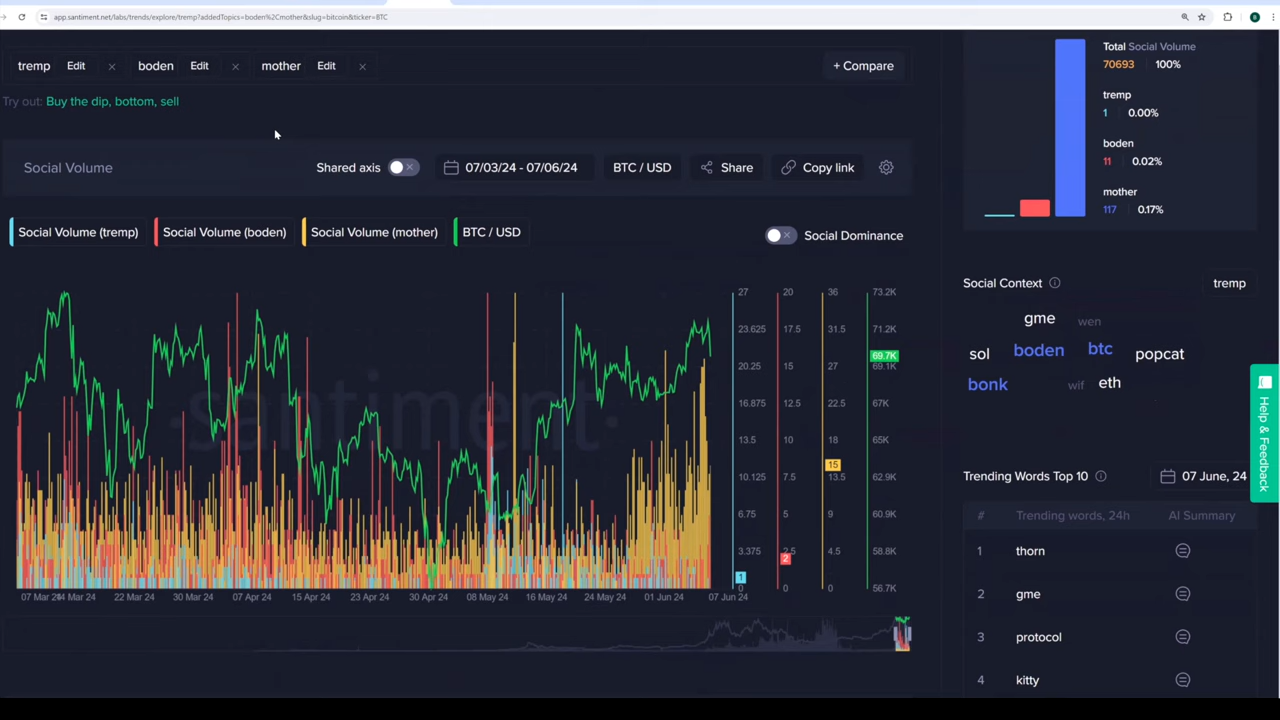 app.santiment.net/labs/trends/explore/tremp?addedTopics=boden%2Cmother&slug=bitcoin&ticker=BTC
B
tremp Edit × boden Edit × mother Edit × + Compare
Try out: Buy the dip, bottom, sell
Social Volume Shared axis 07/03/24 - 07/06/24 BTC / USD Share Copy link
Social Volume (tremp) Social Volume (boden) Social Volume (mother) BTC / USD Social Dominance
27 20 36 73.2K
23.625 17.5 31.5 71.2K
69.7K
20.25 15 27 69.1K
16.875 12.5 22.5 67K
13.5 10 18 65K
15
10.125 7.5 13.5 62.9K
6.75 5 9 60.9K
3.375 2.5 4.5 58.8K
2
1
0 0 0 56.7K
07 Mar 24 14 Mar 24 22 Mar 24 30 Mar 24 07 Apr 24 15 Apr 24 23 Apr 24 30 Apr 24 08 May 24 16 May 24 24 May 24 01 Jun 24 07 Jun 24
·santiment·
Total Social Volume
70693 100%
tremp
1 0.00%
boden
11 0.02%
mother
117 0.17%
Social Context tremp
gme wen
sol boden btc popcat
bonk wif eth
Trending Words Top 10 07 June, 24
# Trending words, 24h AI Summary
1 thorn
2 gme
3 protocol
4 kitty
Help & Feedback